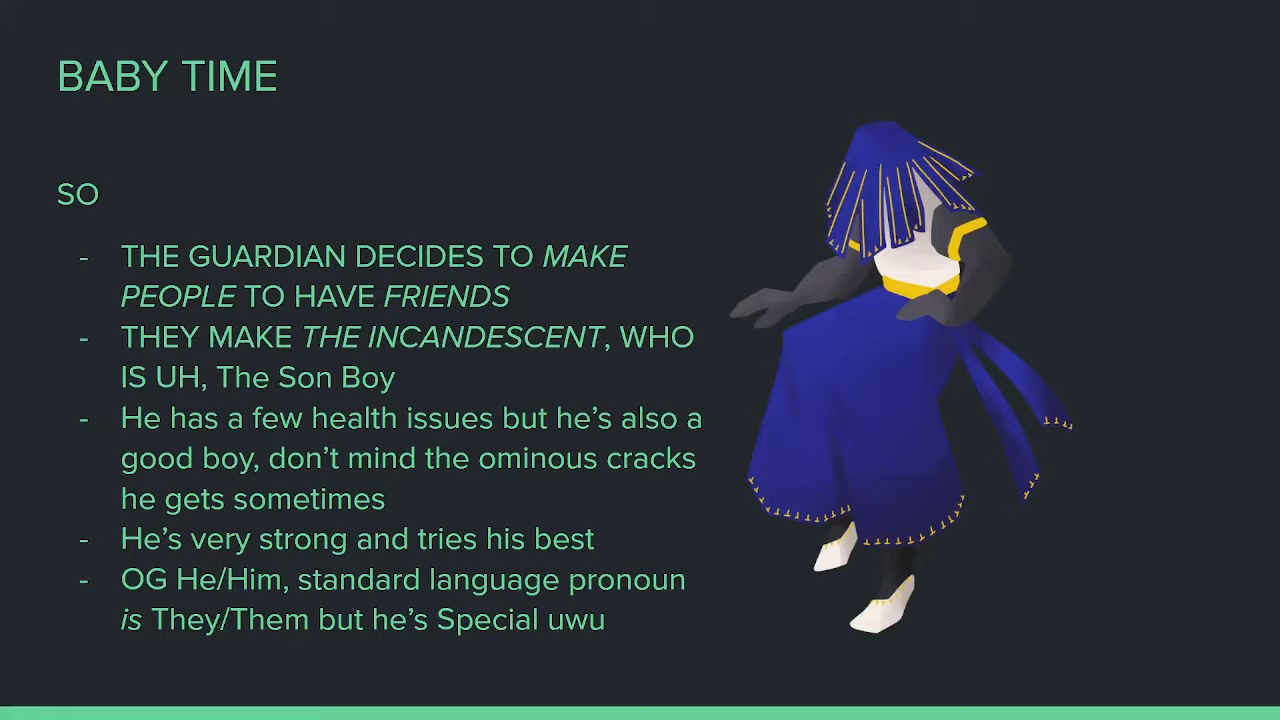 BABY TIME
SO
- THE GUARDIAN DECIDES TO MAKE
PEOPLE TO HAVE FRIENDS
- THEY MAKE THE INCANDESCENT, WHO
IS UH, The Son Boy
- He has a few health issues but he’s also a
good boy, don’t mind the ominous cracks
he gets sometimes
- He’s very strong and tries his best
- OG He/Him, standard language pronoun
is They/Them but he’s Special uwu